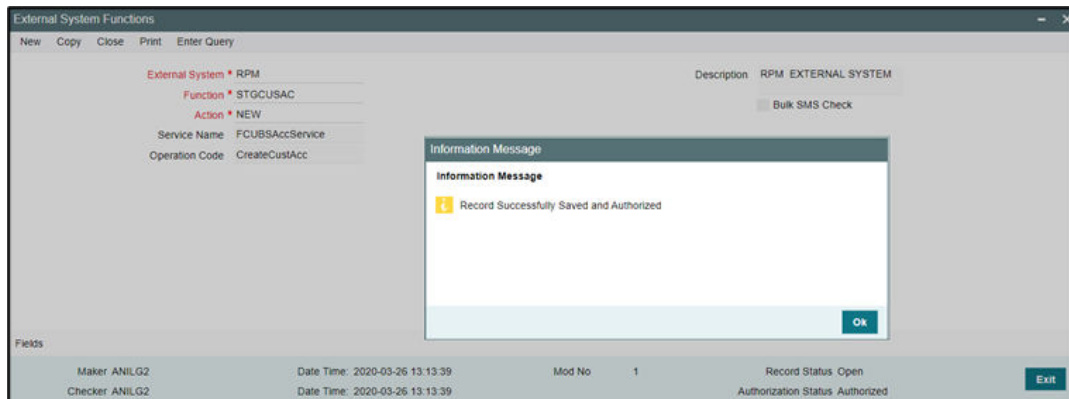 External System Functions
New Copy Close Print Enter Query
External System * RPM
Description RPM EXTERNAL SYSTEM
Function * STGCUSAC
Bulk SMS Check
Action * NEW
Service Name FCUBSAccService
Operation Code CreateCustAcc
Information Message
Information Message
Record Successfully Saved and Authorized
Ok
Fields
Maker ANILG2 Date Time: 2020-03-26 13:13:39 Mod No 1 Record Status Open
Checker ANILG2 Date Time: 2020-03-26 13:13:39 Authorization Status Authorized
Exit